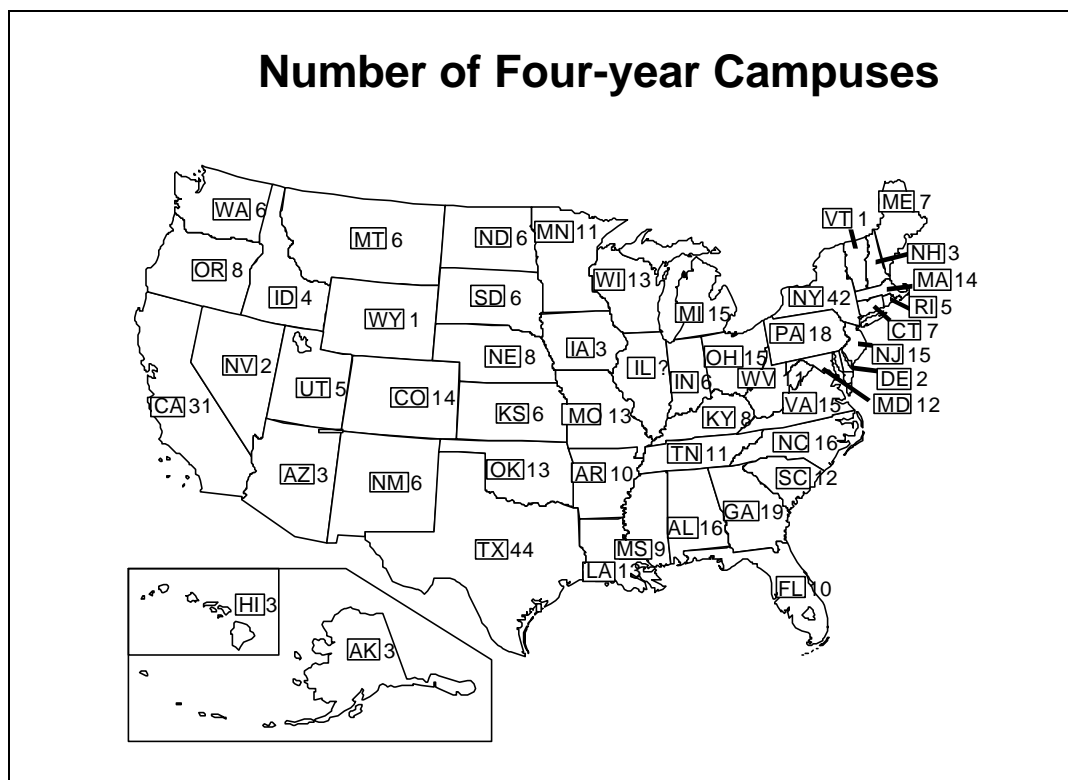 Number of Four-year Campuses
WA 6
MT 6
ND 6
MN 11
VT 1
ME 7
OR 8
ID 4
SD 6
WI 13
MI 15
NY 42
NH 3
MA 14
RI 5
WY 1
NE 8
IA 3
IL ?
IN 6
OH 15
PA 18
CT 7
NJ 15
NV 2
UT 5
CO 14
WV
DE 2
MD 12
CA 31
KS 6
MO 13
KY 8
VA 15
AZ 3
NM 6
OK 13
AR 10
TN 11
NC 16
SC 12
TX 44
LA
MS 9
AL 16
GA 19
FL 10
HI 3
AK 3